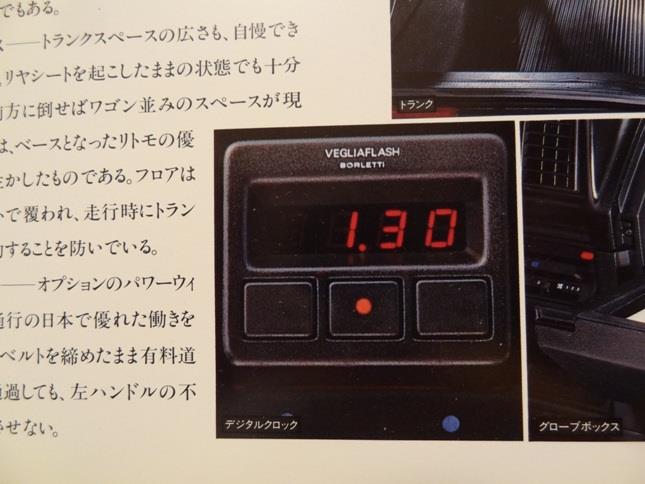 でもある。
ス——トランクスペースの広さも、自慢でき
リヤシートを起こしたままの状態でも十分
前方に倒せばワゴン並みのスペースが現
は、ベースとなったリトモの優
生かしたものである。フロアは
トで覆われ、走行時にトラン
動することを防いでいる。
——オプションのパワーウィ
通行の日本で優れた働きを
ベルトを締めたまま有料道
通過しても、左ハンドルの不
させない。
トランク
VEGLIAFLASH
BORLETTI
1.30
デジタルクロック
グローブボックス